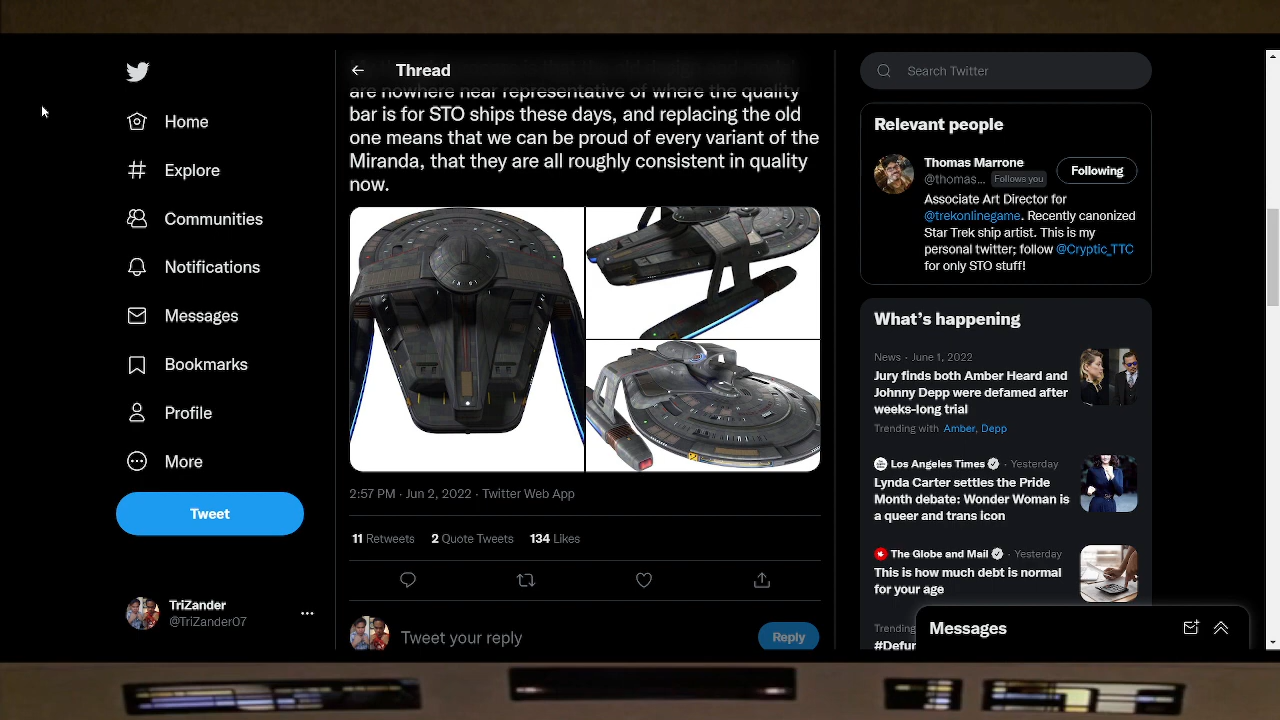 Home
Explore
Communities
Notifications
Messages
Bookmarks
Profile
More
Tweet
TriZander
@TriZander07
Thread
are nowhere near representative of where the quality
bar is for STO ships these days, and replacing the old
one means that we can be proud of every variant of the
Miranda, that they are all roughly consistent in quality
now.
2:57 PM · Jun 2, 2022 · Twitter Web App
11 Retweets 2 Quote Tweets 134 Likes
Tweet your reply
Reply
Search Twitter
Relevant people
Thomas Marrone
@thomas... Follows you
Following
Associate Art Director for
@trekonlinegame. Recently canonized
Star Trek ship artist. This is my
personal twitter; follow @Cryptic_TTC
for only STO stuff!
What's happening
News · June 1, 2022
Jury finds both Amber Heard and
Johnny Depp were defamed after
weeks-long trial
Trending with Amber, Depp
Los Angeles Times · Yesterday
Lynda Carter settles the Pride
Month debate: Wonder Woman is
a queer and trans icon
The Globe and Mail · Yesterday
This is how much debt is normal
for your age
Trending
#Defun
Messages